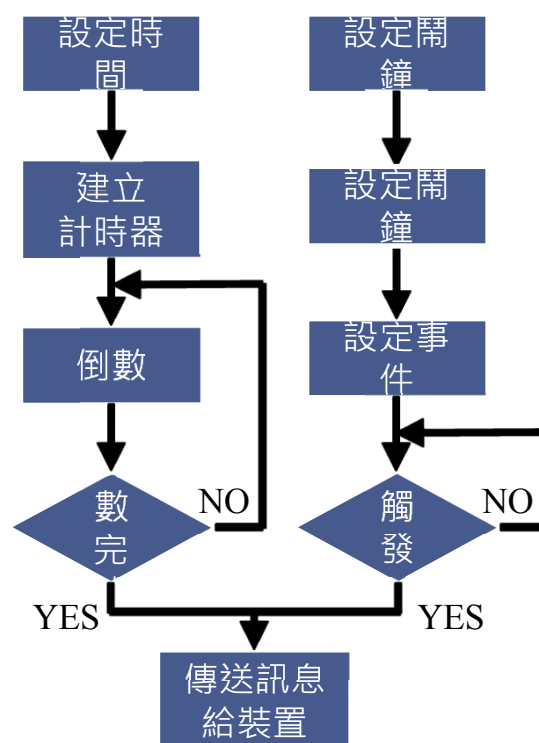 設定時
間
建立
計時器
倒數
數
完
NO
YES
設定鬧
鐘
設定鬧
鐘
設定事
件
觸
發
NO
YES
傳送訊息
給裝置